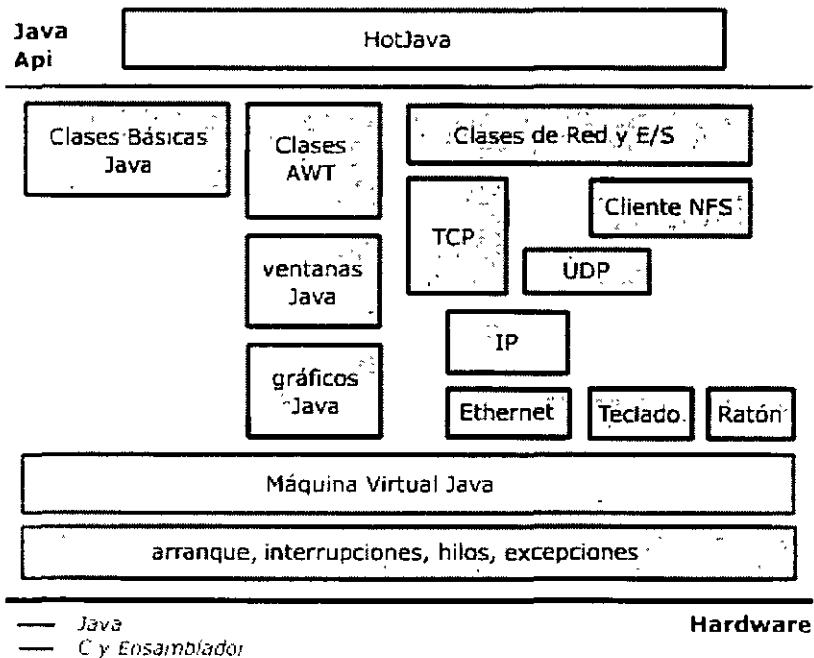 Java
Api
HotJava
Clases Básicas
Java
Clases
AWT
Clases de Red y E/S
TCP
Cliente NFS
UDP
ventanas
Java
IP
gráficos
Java
Ethernet
Teclado
Ratón
Máquina Virtual Java
arranque, interrupciones, hilos, excepciones
Hardware
Java
C y Ensamblador